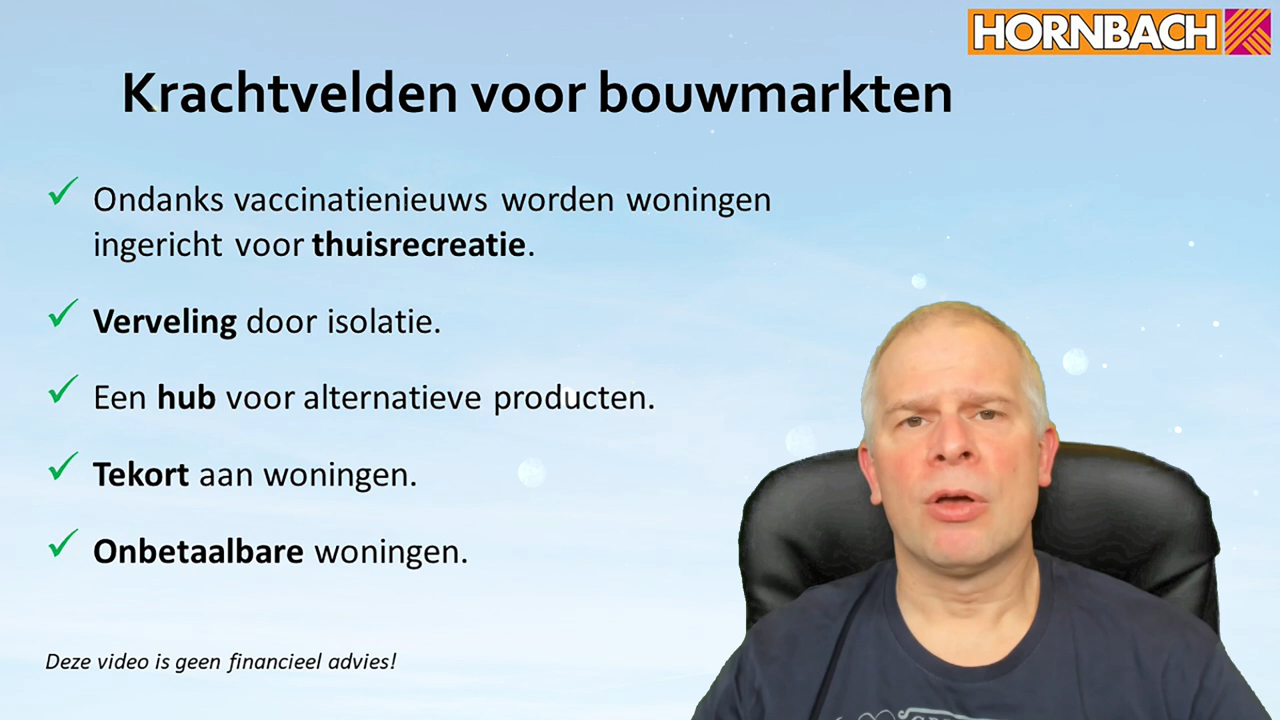 HORNBACH
Krachtvelden voor bouwmarkten
Ondanks vaccinatienieuws worden woningen
ingericht voor thuisrecreatie.
Verveling door isolatie.
Een hub voor alternatieve producten.
Tekort aan woningen.
Onbetaalbare woningen.
Deze video is geen financieel advies!